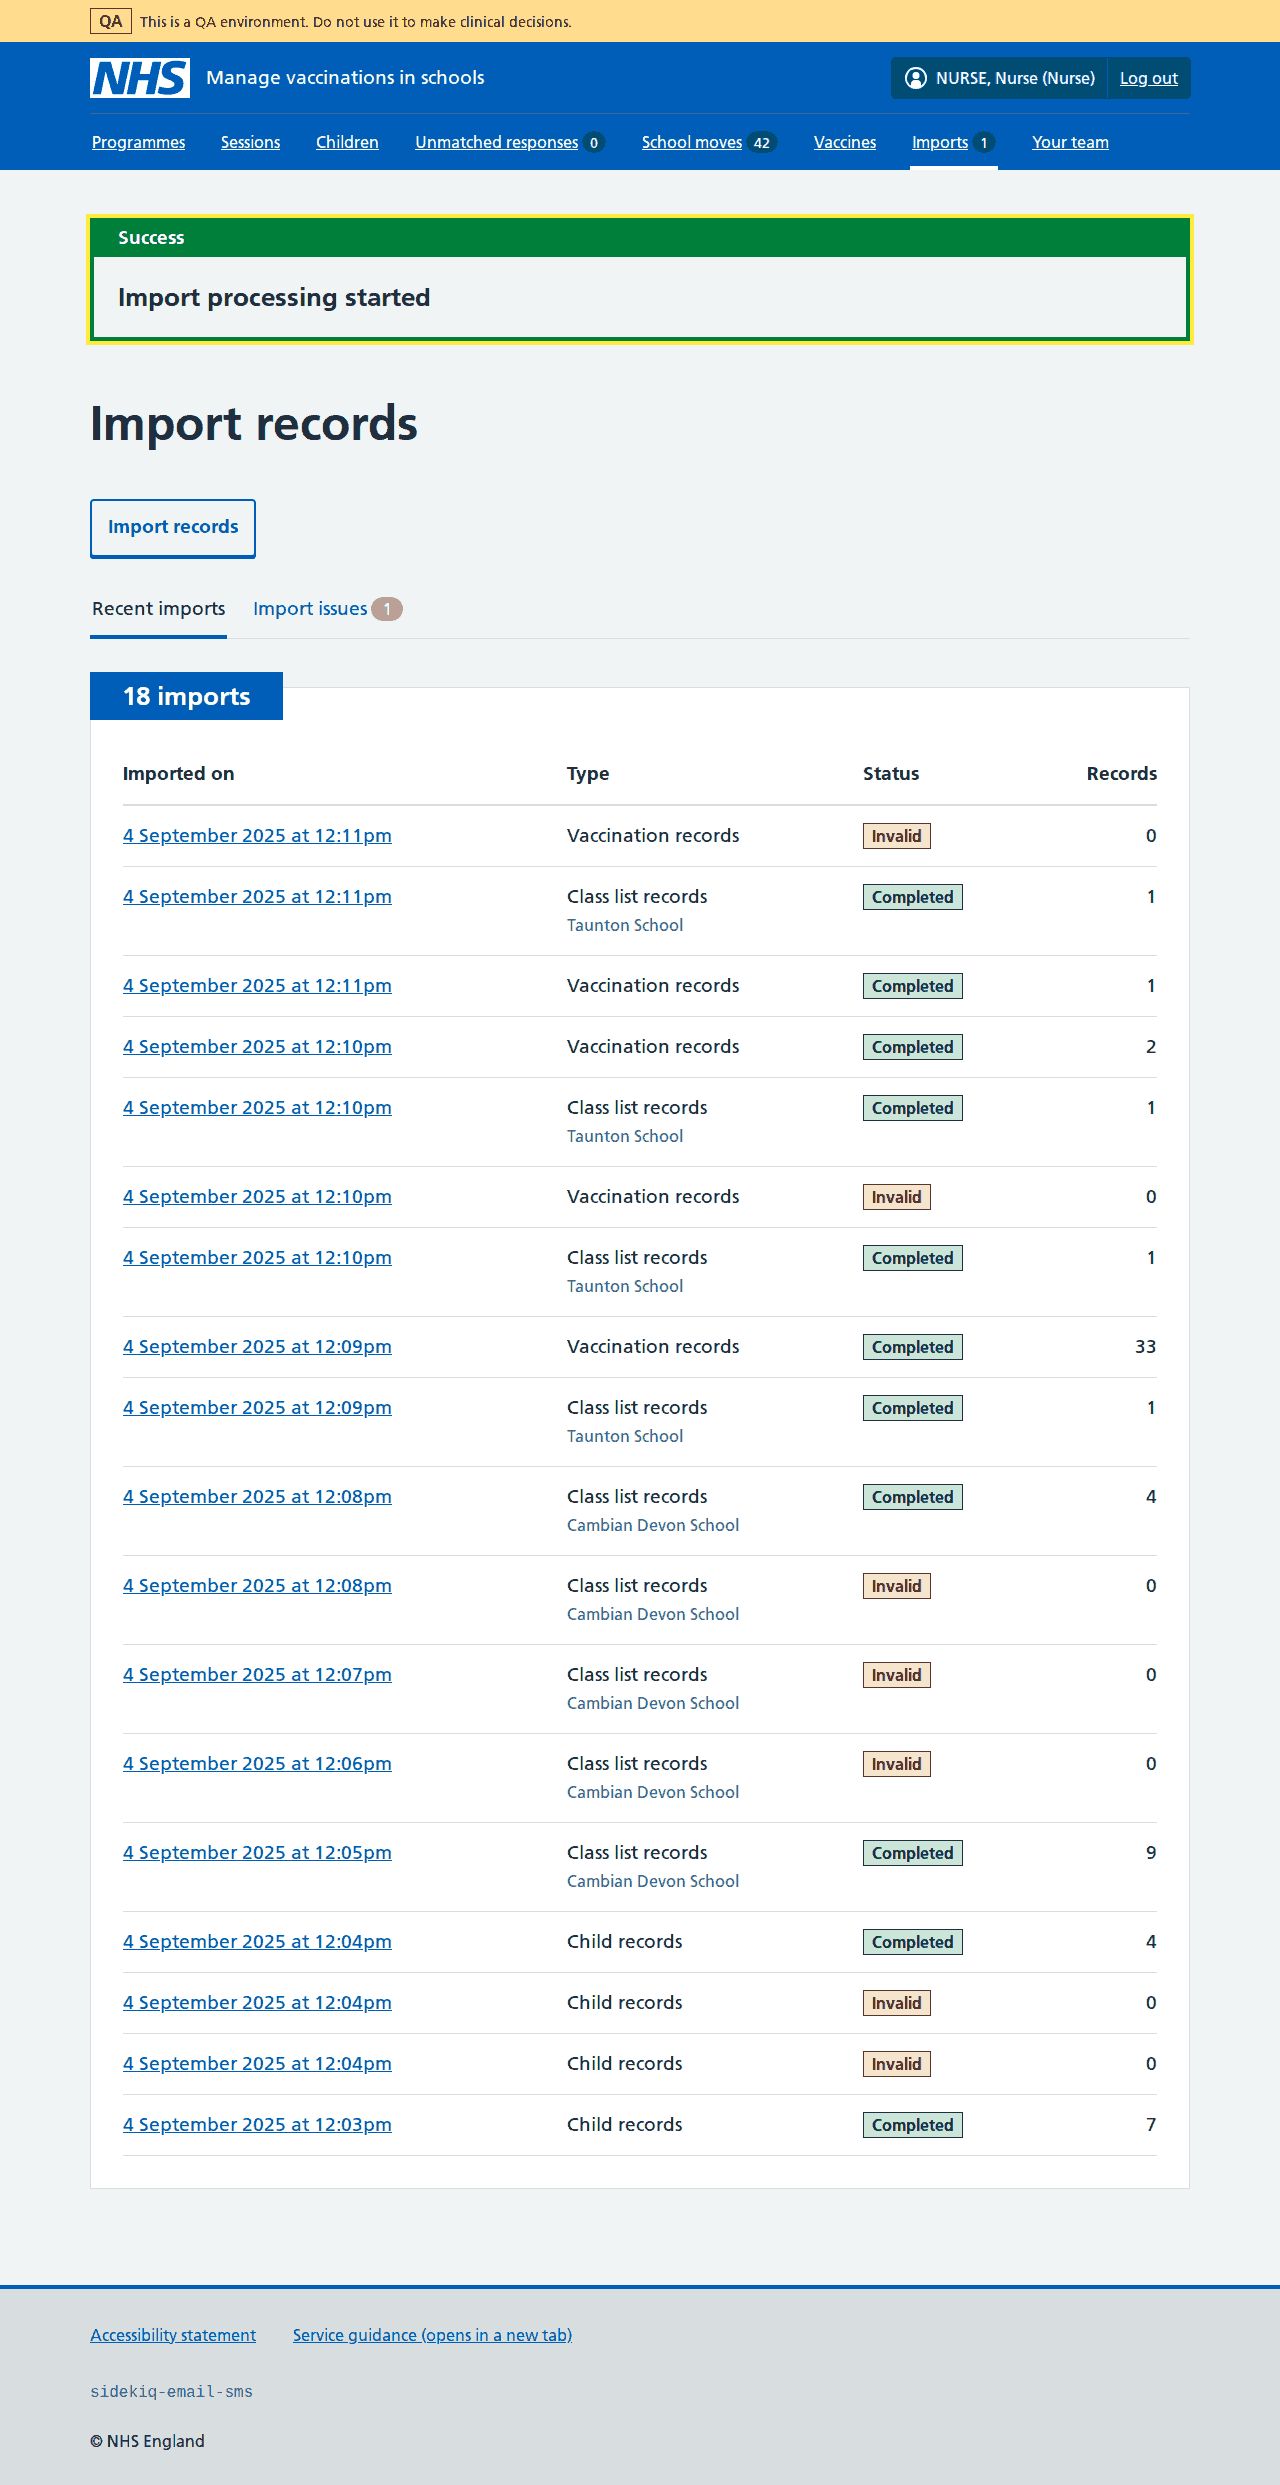 QA This is a QA environment. Do not use it to make clinical decisions.
NHS Manage vaccinations in schools NURSE, Nurse (Nurse) Log out
Programmes Sessions Children Unmatched responses 0 School moves 42 Vaccines Imports 1 Your team
Success
Import processing started
Import records
Import records
Recent imports Import issues 1
18 imports
Imported on Type Status Records
4 September 2025 at 12:11pm Vaccination records Invalid 0
4 September 2025 at 12:11pm Class list records Completed 1
Taunton School
4 September 2025 at 12:11pm Vaccination records Completed 1
4 September 2025 at 12:10pm Vaccination records Completed 2
4 September 2025 at 12:10pm Class list records Completed 1
Taunton School
4 September 2025 at 12:10pm Vaccination records Invalid 0
4 September 2025 at 12:10pm Class list records Completed 1
Taunton School
4 September 2025 at 12:09pm Vaccination records Completed 33
4 September 2025 at 12:09pm Class list records Completed 1
Taunton School
4 September 2025 at 12:08pm Class list records Completed 4
Cambian Devon School
4 September 2025 at 12:08pm Class list records Invalid 0
Cambian Devon School
4 September 2025 at 12:07pm Class list records Invalid 0
Cambian Devon School
4 September 2025 at 12:06pm Class list records Invalid 0
Cambian Devon School
4 September 2025 at 12:05pm Class list records Completed 9
Cambian Devon School
4 September 2025 at 12:04pm Child records Completed 4
4 September 2025 at 12:04pm Child records Invalid 0
4 September 2025 at 12:04pm Child records Invalid 0
4 September 2025 at 12:03pm Child records Completed 7
Accessibility statement Service guidance (opens in a new tab)
sidekiq-email-sms
© NHS England